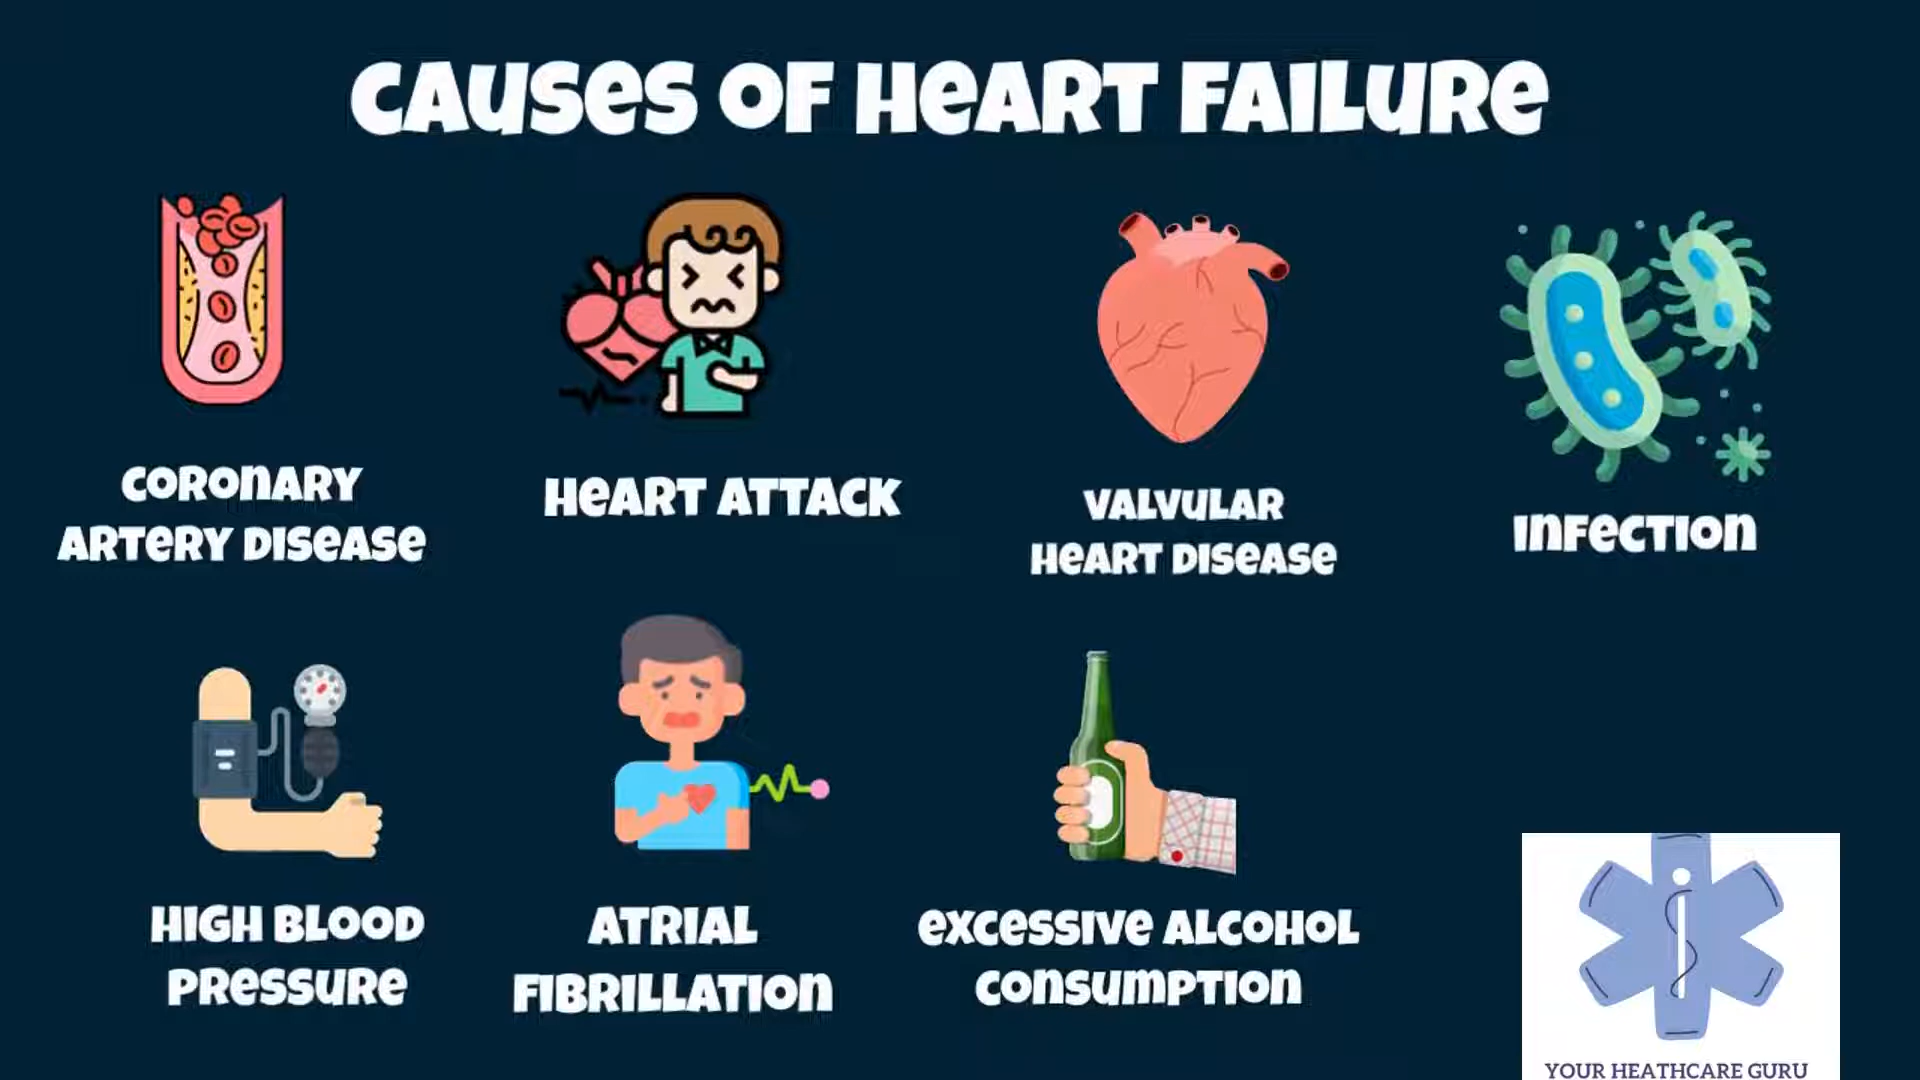 CAUSES OF HEART FAILURE
CORONARY
ARTERY DISEASE
HEART ATTACK
VALVULAR
HEART DISEASE
INFECTION
HIGH BLOOD
PRESSURE
ATRIAL
FIBRILLATION
EXCESSIVE ALCOHOL
CONSUMPTION
YOUR HEATHCARE GURU